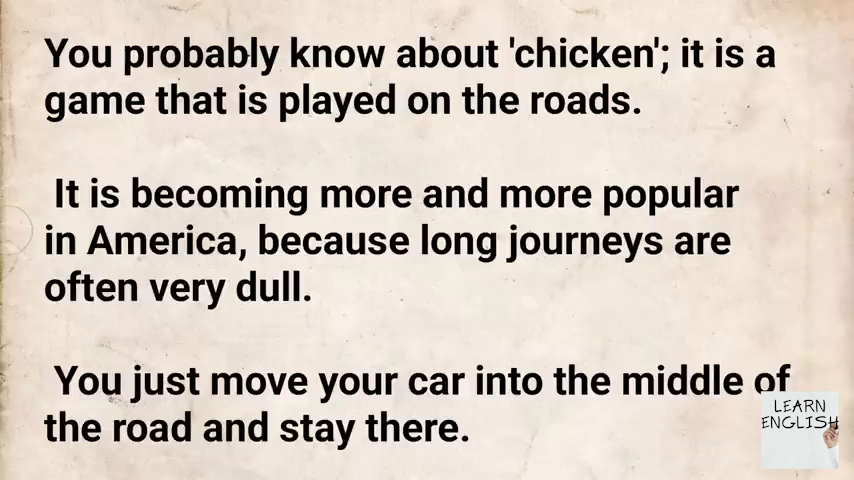 You probably know about 'chicken'; it is a
game that is played on the roads.
It is becoming more and more popular
in America, because long journeys are
often very dull.
You just move your car into the middle of
the road and stay there.
LEARN
ENGLISH